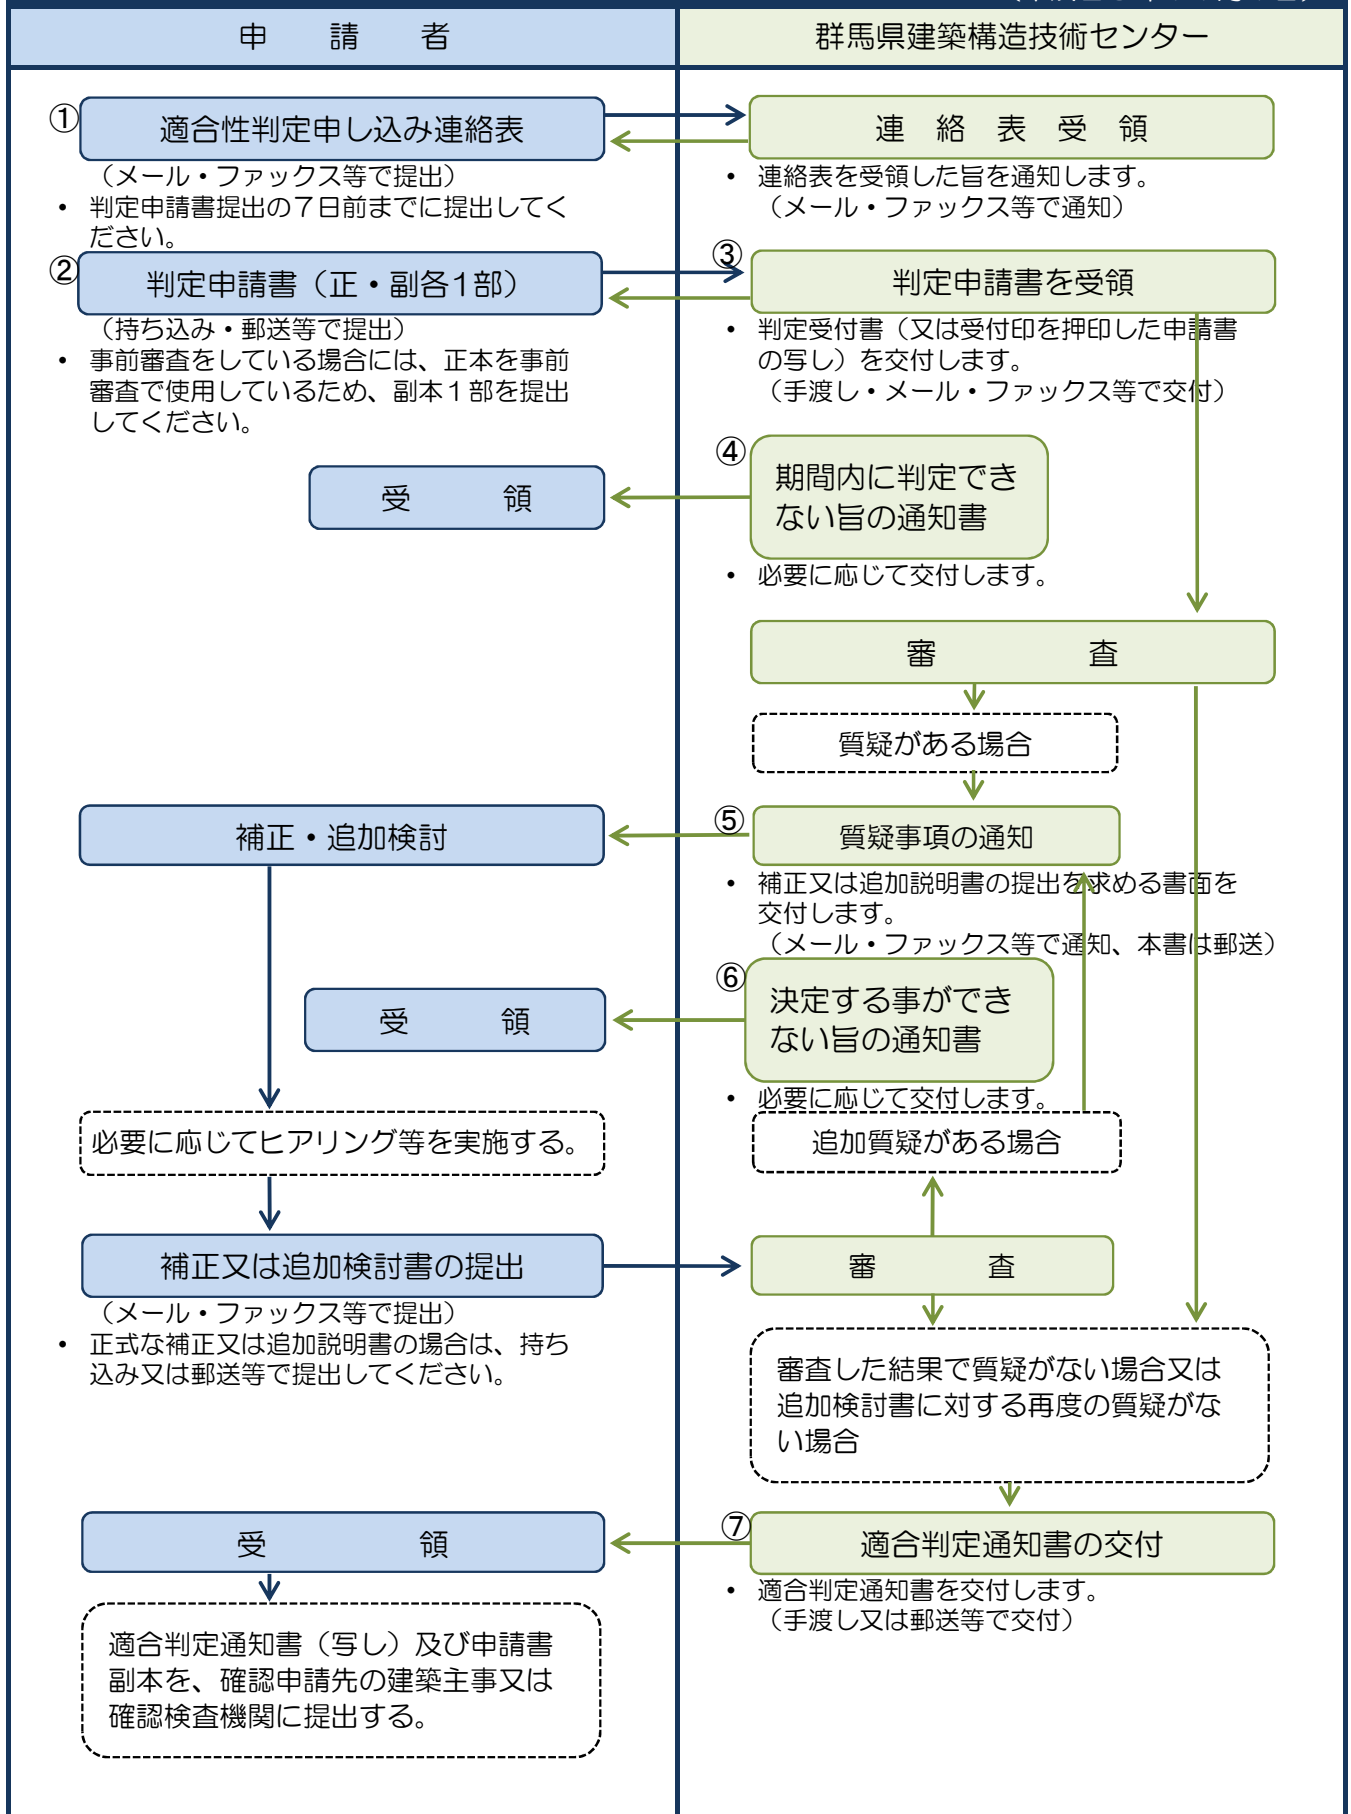 申　請　者
群馬県建築構造技術センター
①
適合性判定申し込み連絡表
（メール・ファックス等で提出）
• 判定申請書提出の７日前までに提出してく
ださい。
連　絡　表　受　領
• 連絡表を受領した旨を通知します。
（メール・ファックス等で通知）
②
判定申請書（正・副各１部）
（持ち込み・郵送等で提出）
• 事前審査をしている場合には、正本を事前
審査で使用しているため、副本１部を提出
してください。
③
判定申請書を受領
• 判定受付書（又は受付印を押印した申請書
の写し）を交付します。
（手渡し・メール・ファックス等で交付）
④
期間内に判定でき
ない旨の通知書
• 必要に応じて交付します。
受　　領
審　　査
質疑がある場合
⑤
質疑事項の通知
• 補正又は追加説明書の提出を求める書面を
交付します。
（メール・ファックス等で通知、本書は郵送）
補正・追加検討
⑥
決定する事ができ
ない旨の通知書
• 必要に応じて交付します。
受　　領
追加質疑がある場合
必要に応じてヒアリング等を実施する。
補正又は追加検討書の提出
（メール・ファックス等で提出）
• 正式な補正又は追加説明書の場合は、持ち
込み又は郵送等で提出してください。
審　　査
審査した結果で質疑がない場合又は
追加検討書に対する再度の質疑がな
い場合
⑦
適合判定通知書の交付
• 適合判定通知書を交付します。
（手渡し又は郵送等で交付）
受　　領
適合判定通知書（写し）及び申請書
副本を、確認申請先の建築主事又は
確認検査機関に提出する。